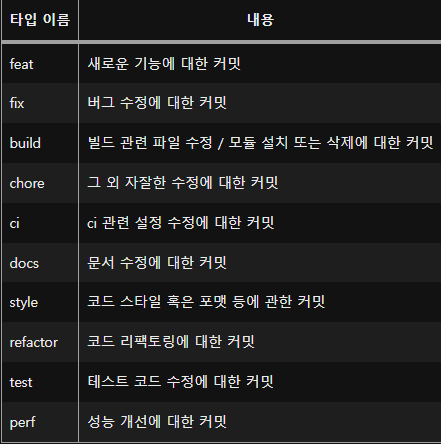 타입 이름 내용
feat 새로운 기능에 대한 커밋
fix 버그 수정에 대한 커밋
build 빌드 관련 파일 수정 / 모듈 설치 또는 삭제에 대한 커밋
chore 그 외 자잘한 수정에 대한 커밋
ci ci 관련 설정 수정에 대한 커밋
docs 문서 수정에 대한 커밋
style 코드 스타일 혹은 포맷 등에 관한 커밋
refactor 코드 리팩토링에 대한 커밋
test 테스트 코드 수정에 대한 커밋
perf 성능 개선에 대한 커밋